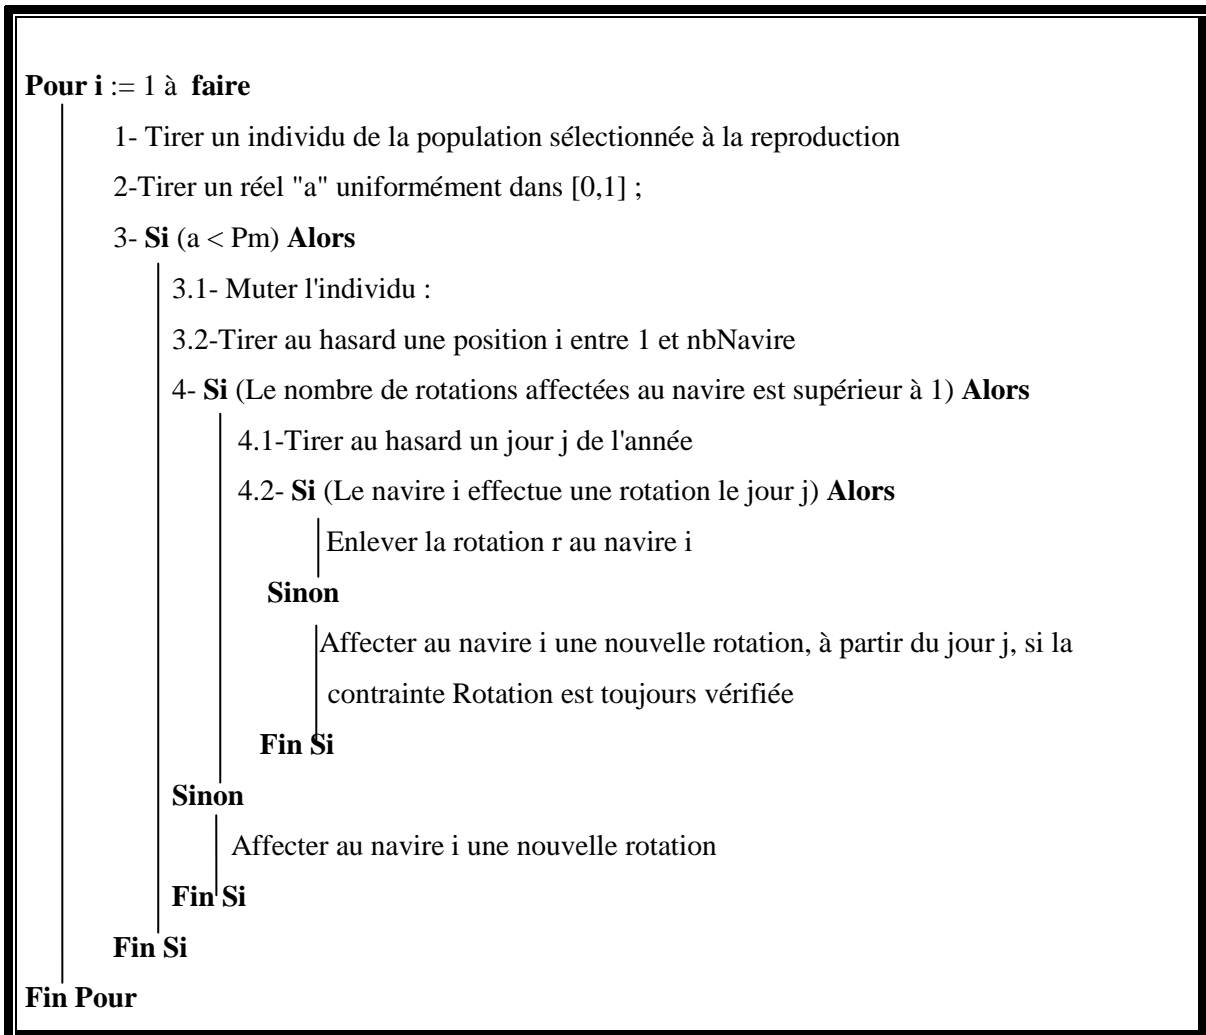 Pour i := 1 à faire
1- Tirer un individu de la population sélectionnée à la reproduction
2-Tirer un réel "a" uniformément dans [0,1] ;
3- Si (a < Pm) Alors
3.1- Muter l'individu :
3.2-Tirer au hasard une position i entre 1 et nbNavire
4- Si (Le nombre de rotations affectées au navire est supérieur à 1) Alors
4.1-Tirer au hasard un jour j de l'année
4.2- Si (Le navire i effectue une rotation le jour j) Alors
Enlever la rotation r au navire i
Sinon
Affecter au navire i une nouvelle rotation, à partir du jour j, si la
contrainte Rotation est toujours vérifiée
Fin Si
Sinon
Affecter au navire i une nouvelle rotation
Fin Si
Fin Si
Fin Pour